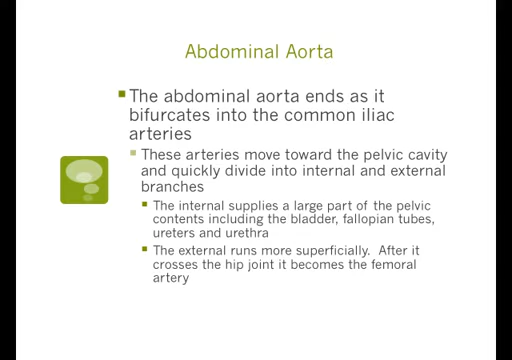 Abdominal Aorta
The abdominal aorta ends as it
bifurcates into the common iliac
arteries
These arteries move toward the pelvic cavity
and quickly divide into internal and external
branches
The internal supplies a large part of the pelvic
contents including the bladder, fallopian tubes,
ureters and urethra
The external runs more superficially.  After it
crosses the hip joint it becomes the femoral
artery